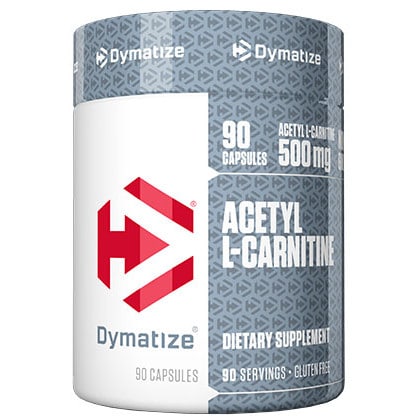 Dymatize
Dymatize
Dymatize®
90 CAPSULES
90
CAPSULES
ACETYL L-CARNITINE
500mg
ACETYL
L-CARNITINE
DIETARY SUPPLEMENT
90 SERVINGS • GLUTEN FREE